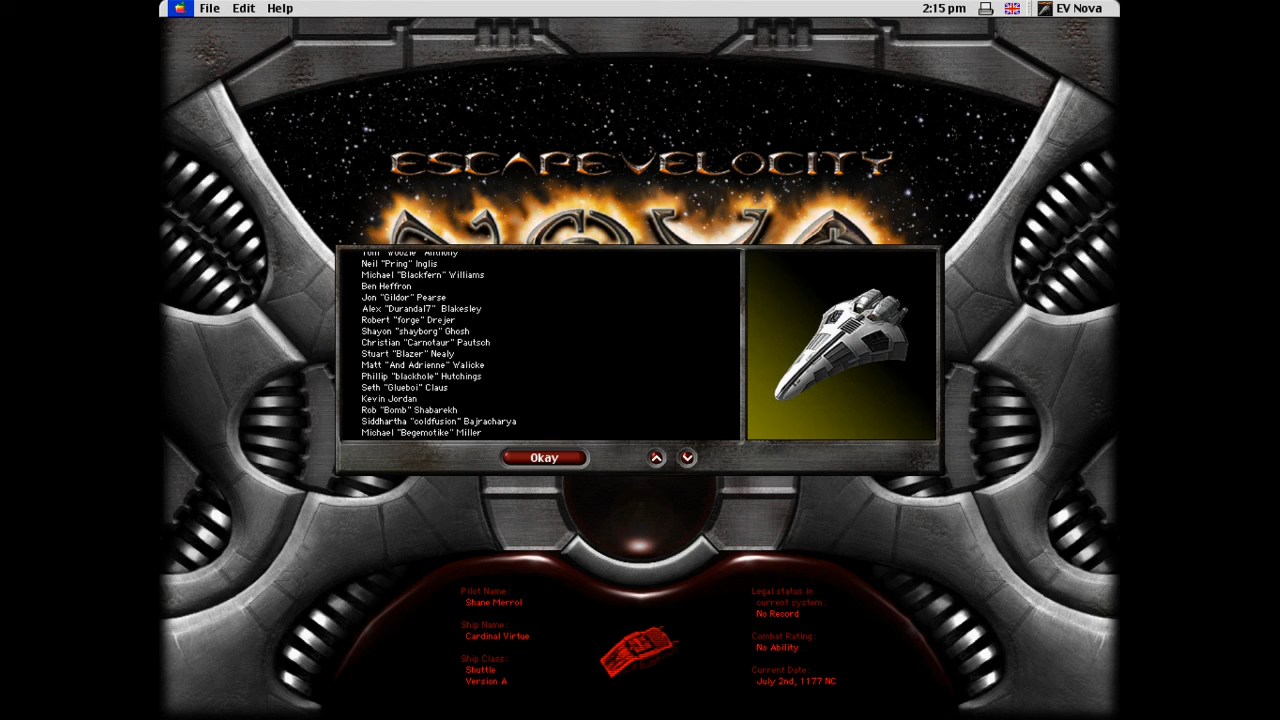 File Edit Help 2:15 pm EV Nova
ESCAPE VELOCITY
NOVA
Tom "Woozle" Anthony
Neil "Pring" Inglis
Michael "Blackfern" Williams
Ben Heffron
Jon "Gildor" Pearse
Alex "Durandal7" Blakesley
Robert "forge" Drejer
Shayon "shayborg" Ghosh
Christian "Carnotaur" Pautsch
Stuart "Blazer" Nealy
Matt "And Adrienne" Walicke
Phillip "blackhole" Hutchings
Seth "Glueboi" Claus
Kevin Jordan
Rob "Bomb" Shabarekh
Siddhartha "coldfusion" Bajracharya
Michael "Begemotike" Miller
Okay
Pilot Name:
Shane Merrol
Ship Name:
Cardinal Virtue
Ship Class:
Shuttle
Version A
Legal status in
current system:
No Record
Combat Rating:
No Ability
Current Date:
July 2nd, 1177 NC